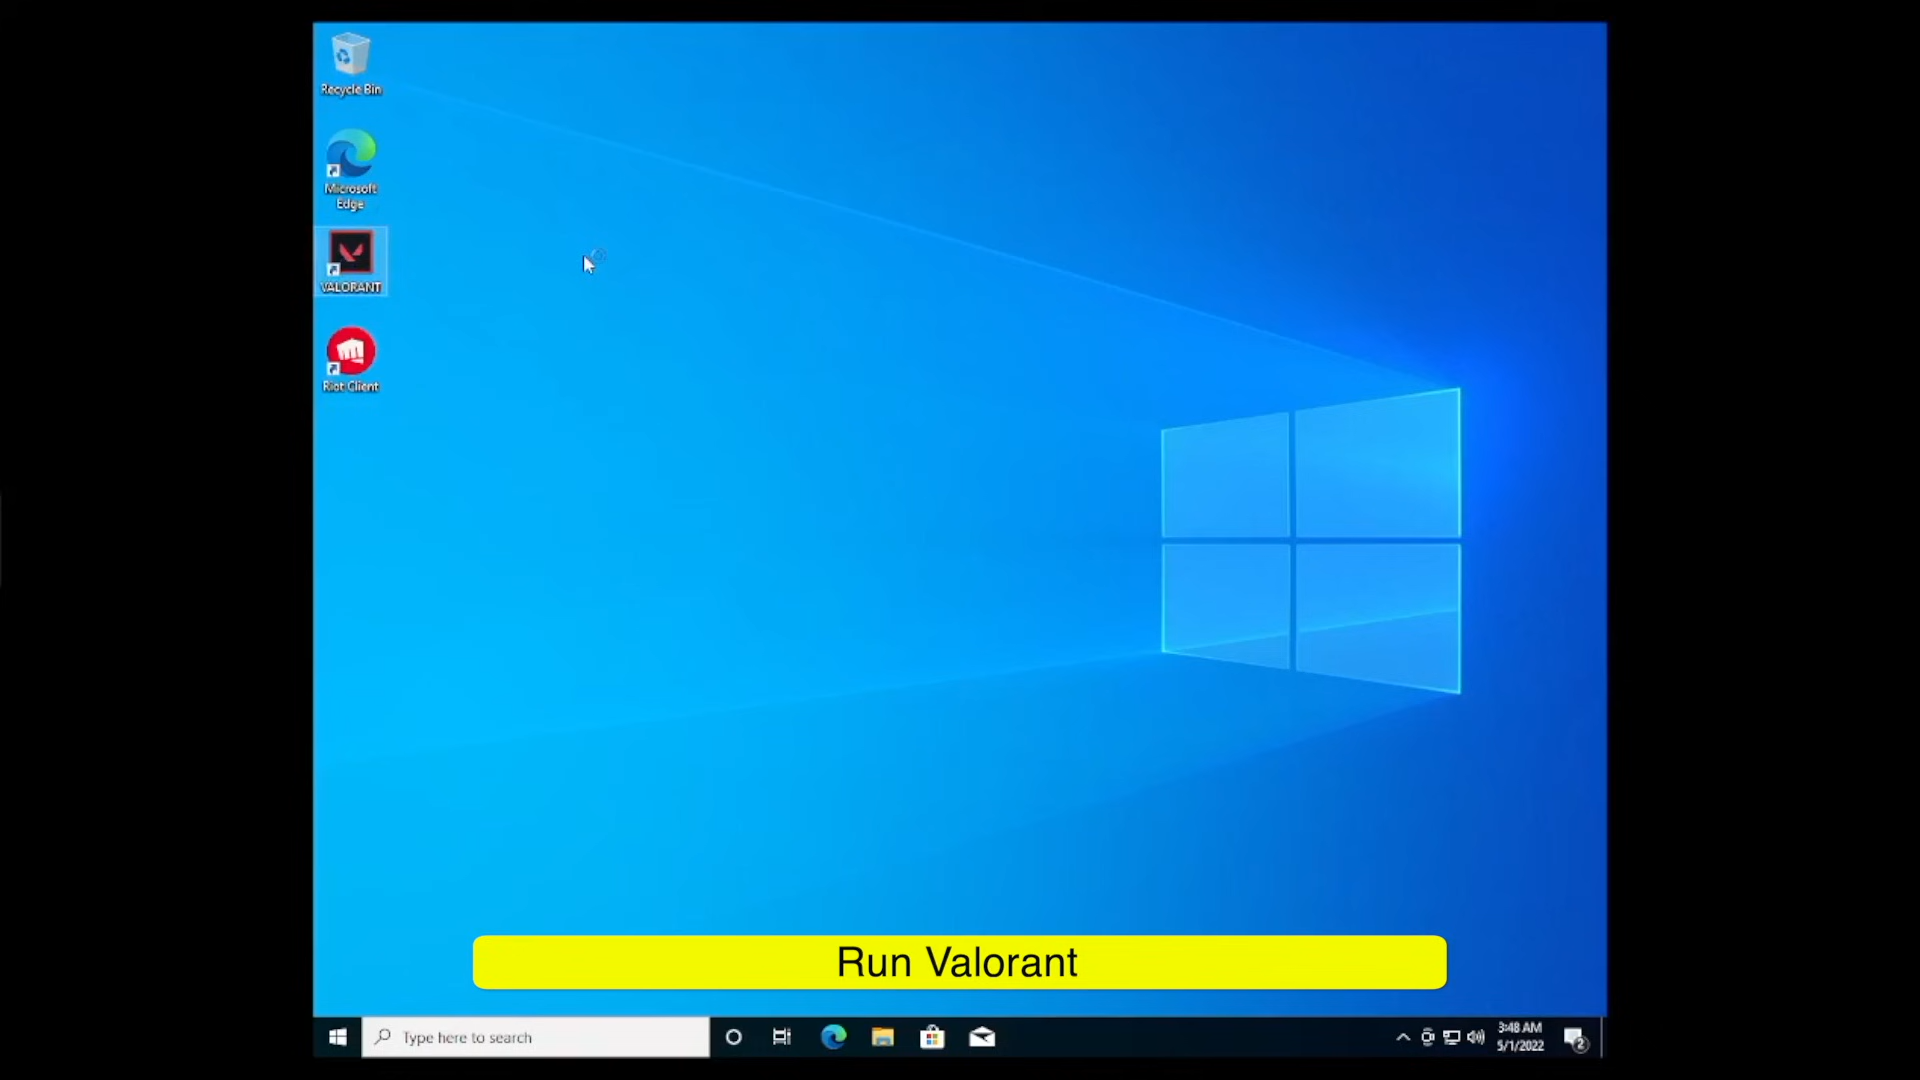 Recycle Bin
Microsoft
Edge
VALORANT
Riot Client
Run Valorant
Type here to search
3:48 AM
5/1/2022
2